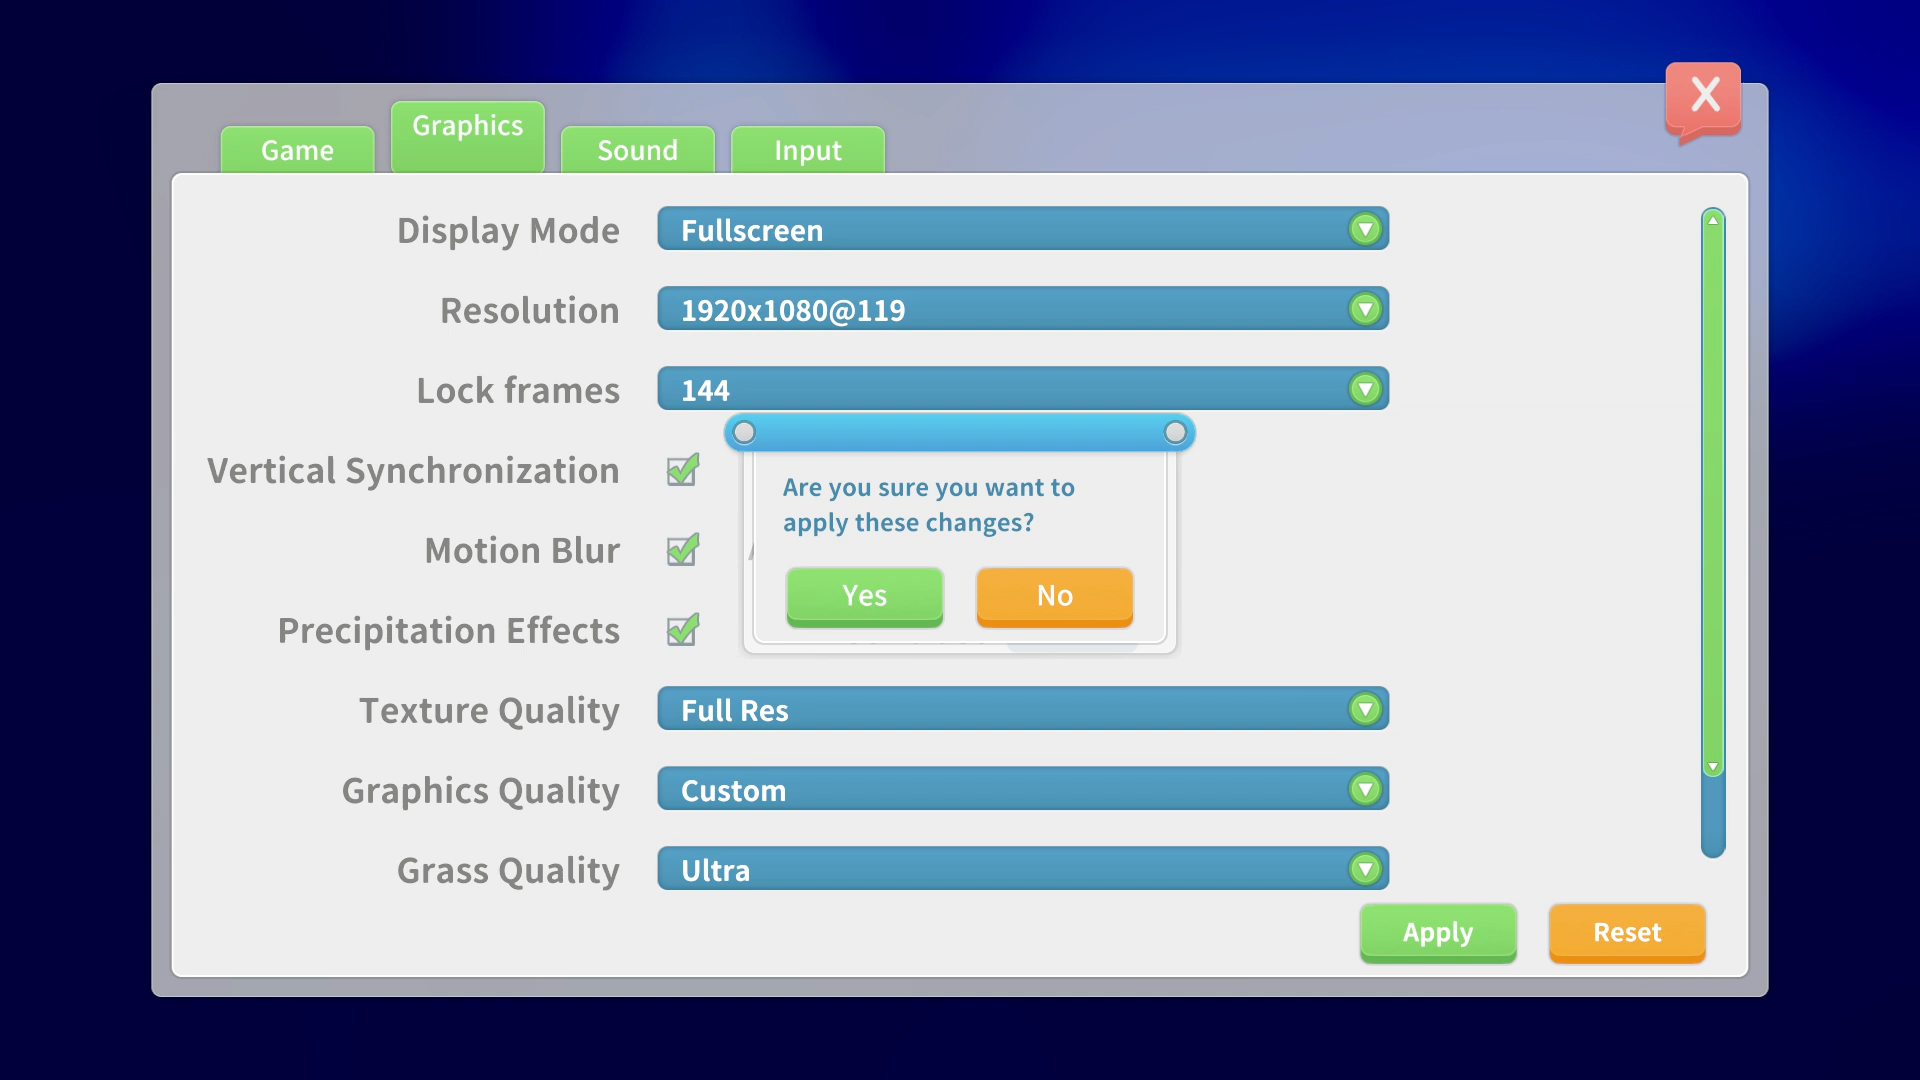 Game
Graphics
Sound
Input
X
Display Mode
Fullscreen
Resolution
1920x1080@119
Lock frames
144
Vertical Synchronization
Motion Blur
Precipitation Effects
Are you sure you want to
apply these changes?
Yes
No
Texture Quality
Full Res
Graphics Quality
Custom
Grass Quality
Ultra
Apply
Reset